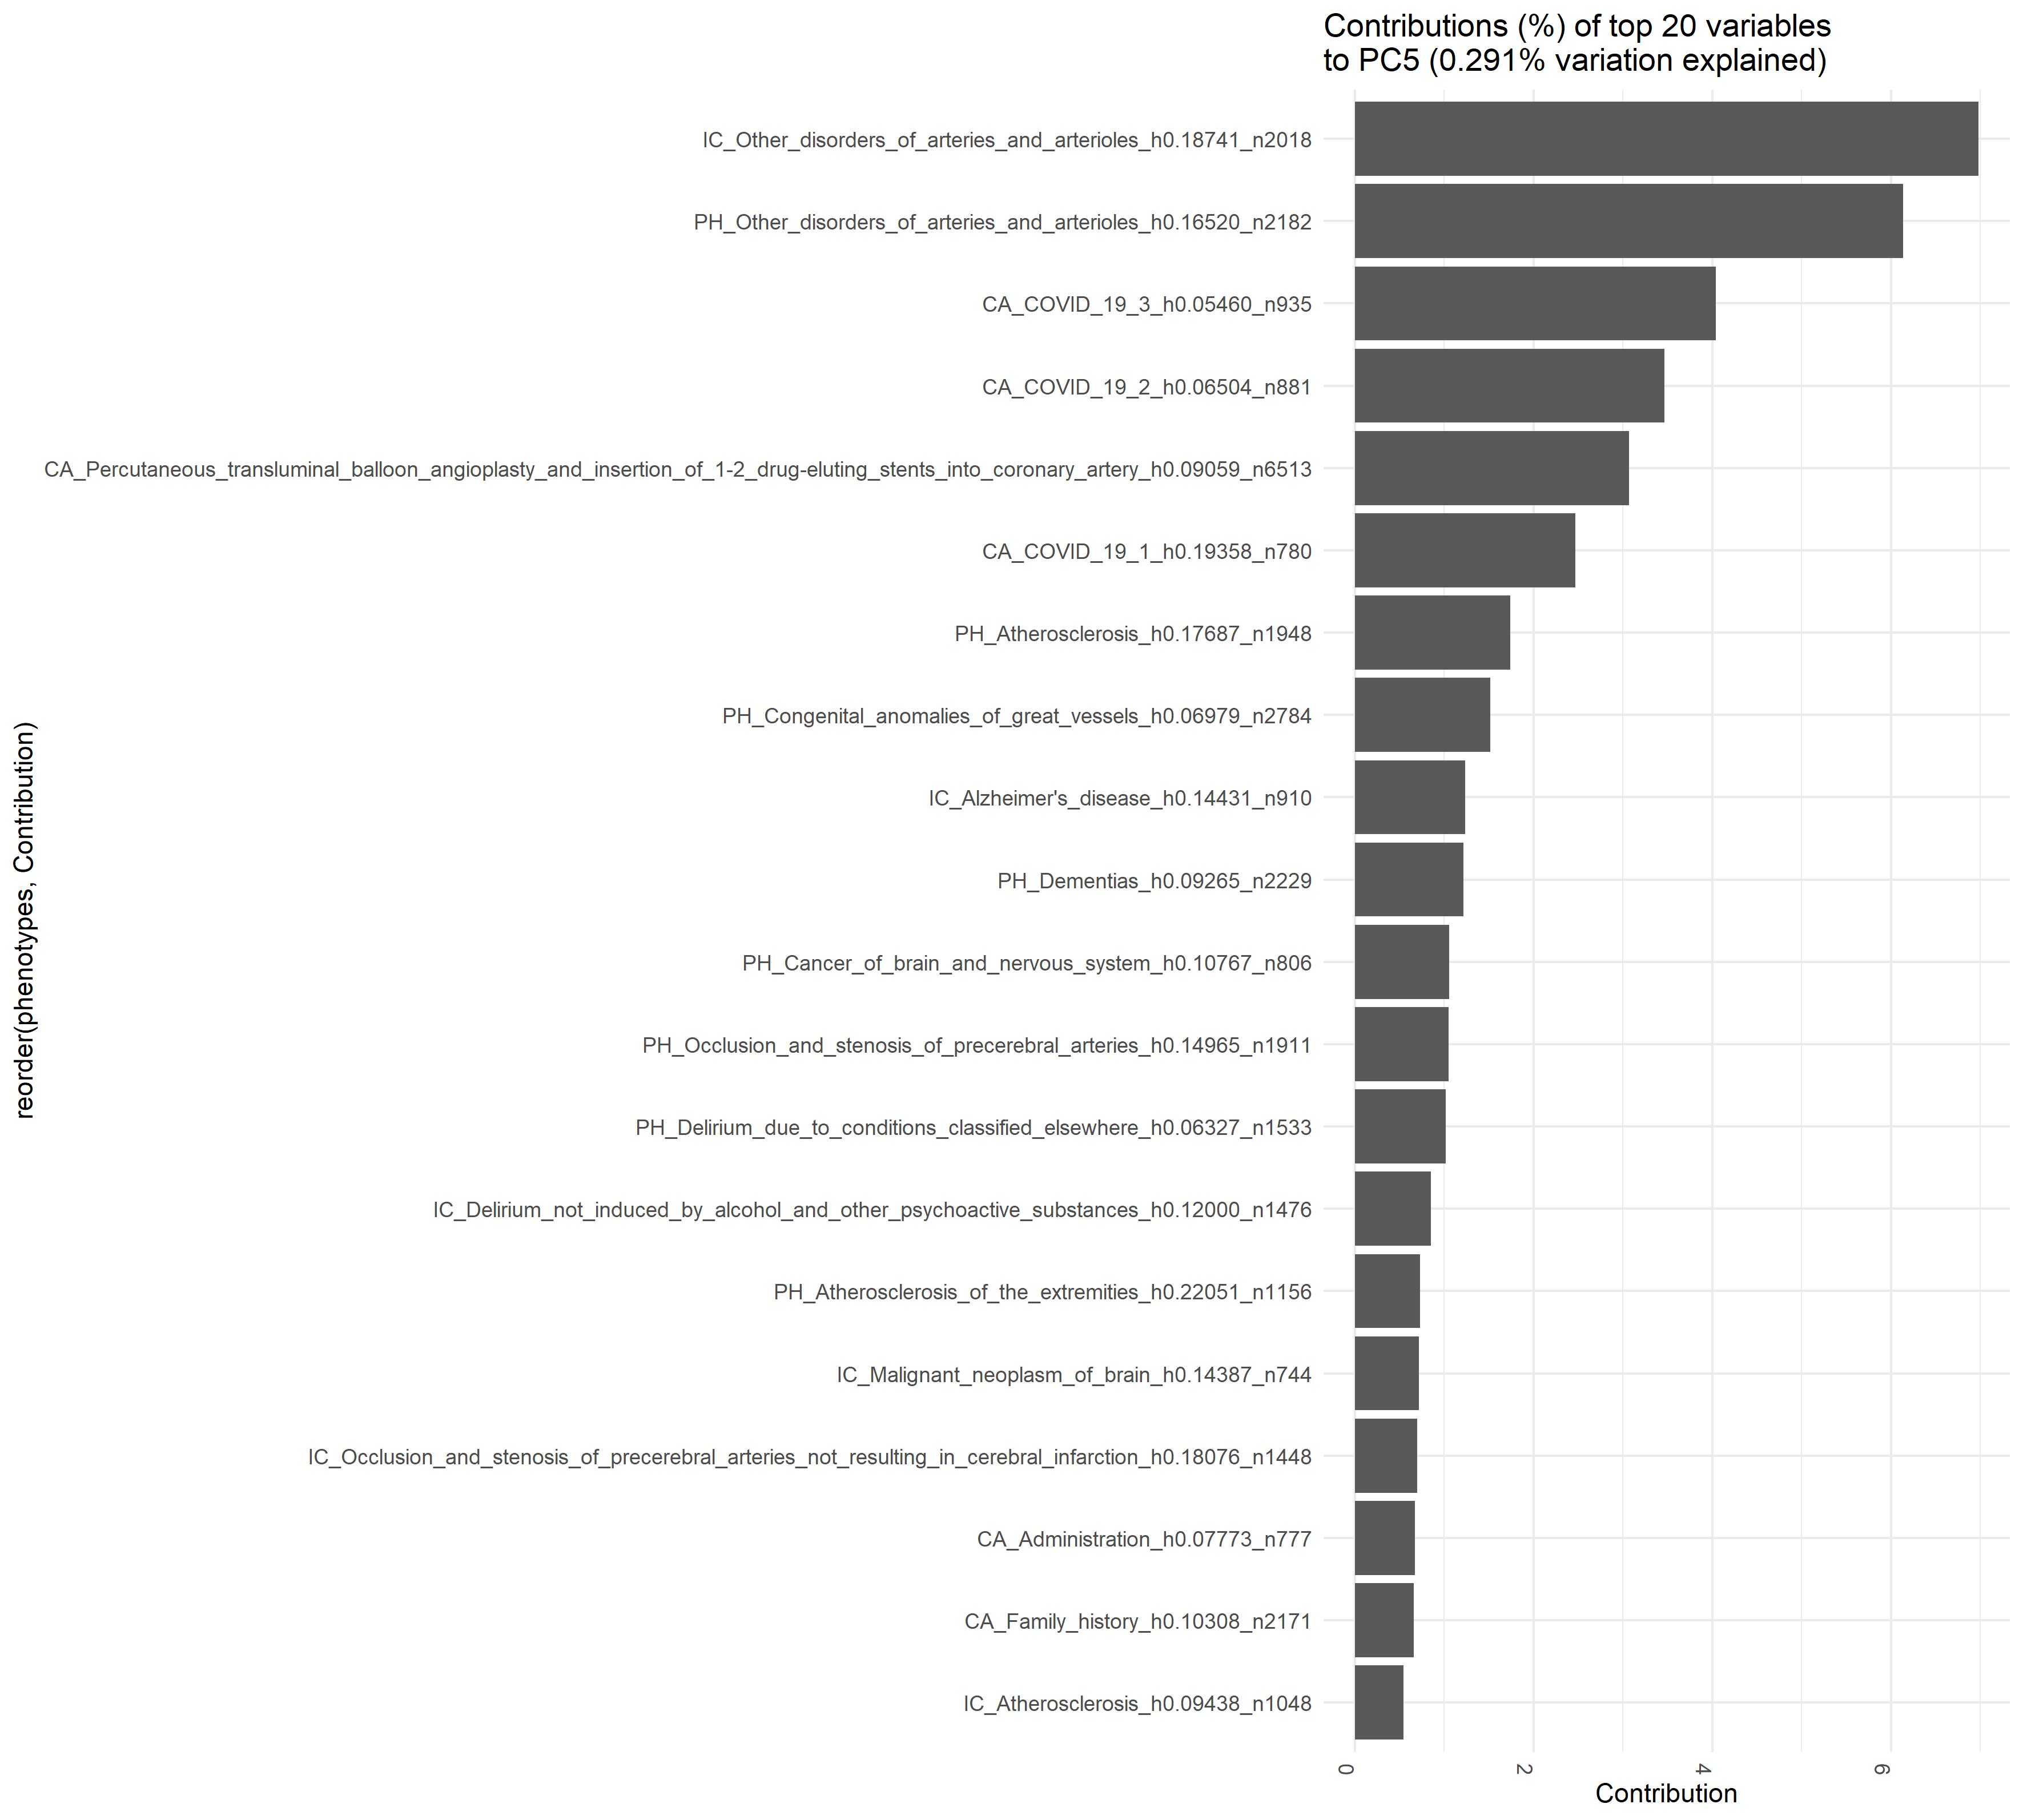 Contributions (%) of top 20 variables
to PC5 (0.291% variation explained)
IC_Other_disorders_of_arteries_and_arterioles_h0.18741_n2018
PH_Other_disorders_of_arteries_and_arterioles_h0.16520_n2182
CA_COVID_19_3_h0.05460_n935
CA_COVID_19_2_h0.06504_n881
CA_Percutaneous_transluminal_balloon_angioplasty_and_insertion_of_1-2_drug-eluting_stents_into_coronary_artery_h0.09059_n6513
CA_COVID_19_1_h0.19358_n780
PH_Atherosclerosis_h0.17687_n1948
PH_Congenital_anomalies_of_great_vessels_h0.06979_n2784
IC_Alzheimer's_disease_h0.14431_n910
PH_Dementias_h0.09265_n2229
PH_Cancer_of_brain_and_nervous_system_h0.10767_n806
PH_Occlusion_and_stenosis_of_precerebral_arteries_h0.14965_n1911
PH_Delirium_due_to_conditions_classified_elsewhere_h0.06327_n1533
IC_Delirium_not_induced_by_alcohol_and_other_psychoactive_substances_h0.12000_n1476
PH_Atherosclerosis_of_the_extremities_h0.22051_n1156
IC_Malignant_neoplasm_of_brain_h0.14387_n744
IC_Occlusion_and_stenosis_of_precerebral_arteries_not_resulting_in_cerebral_infarction_h0.18076_n1448
CA_Administration_h0.07773_n777
CA_Family_history_h0.10308_n2171
IC_Atherosclerosis_h0.09438_n1048
reorder(phenotypes, Contribution)
0 2 4 6
Contribution